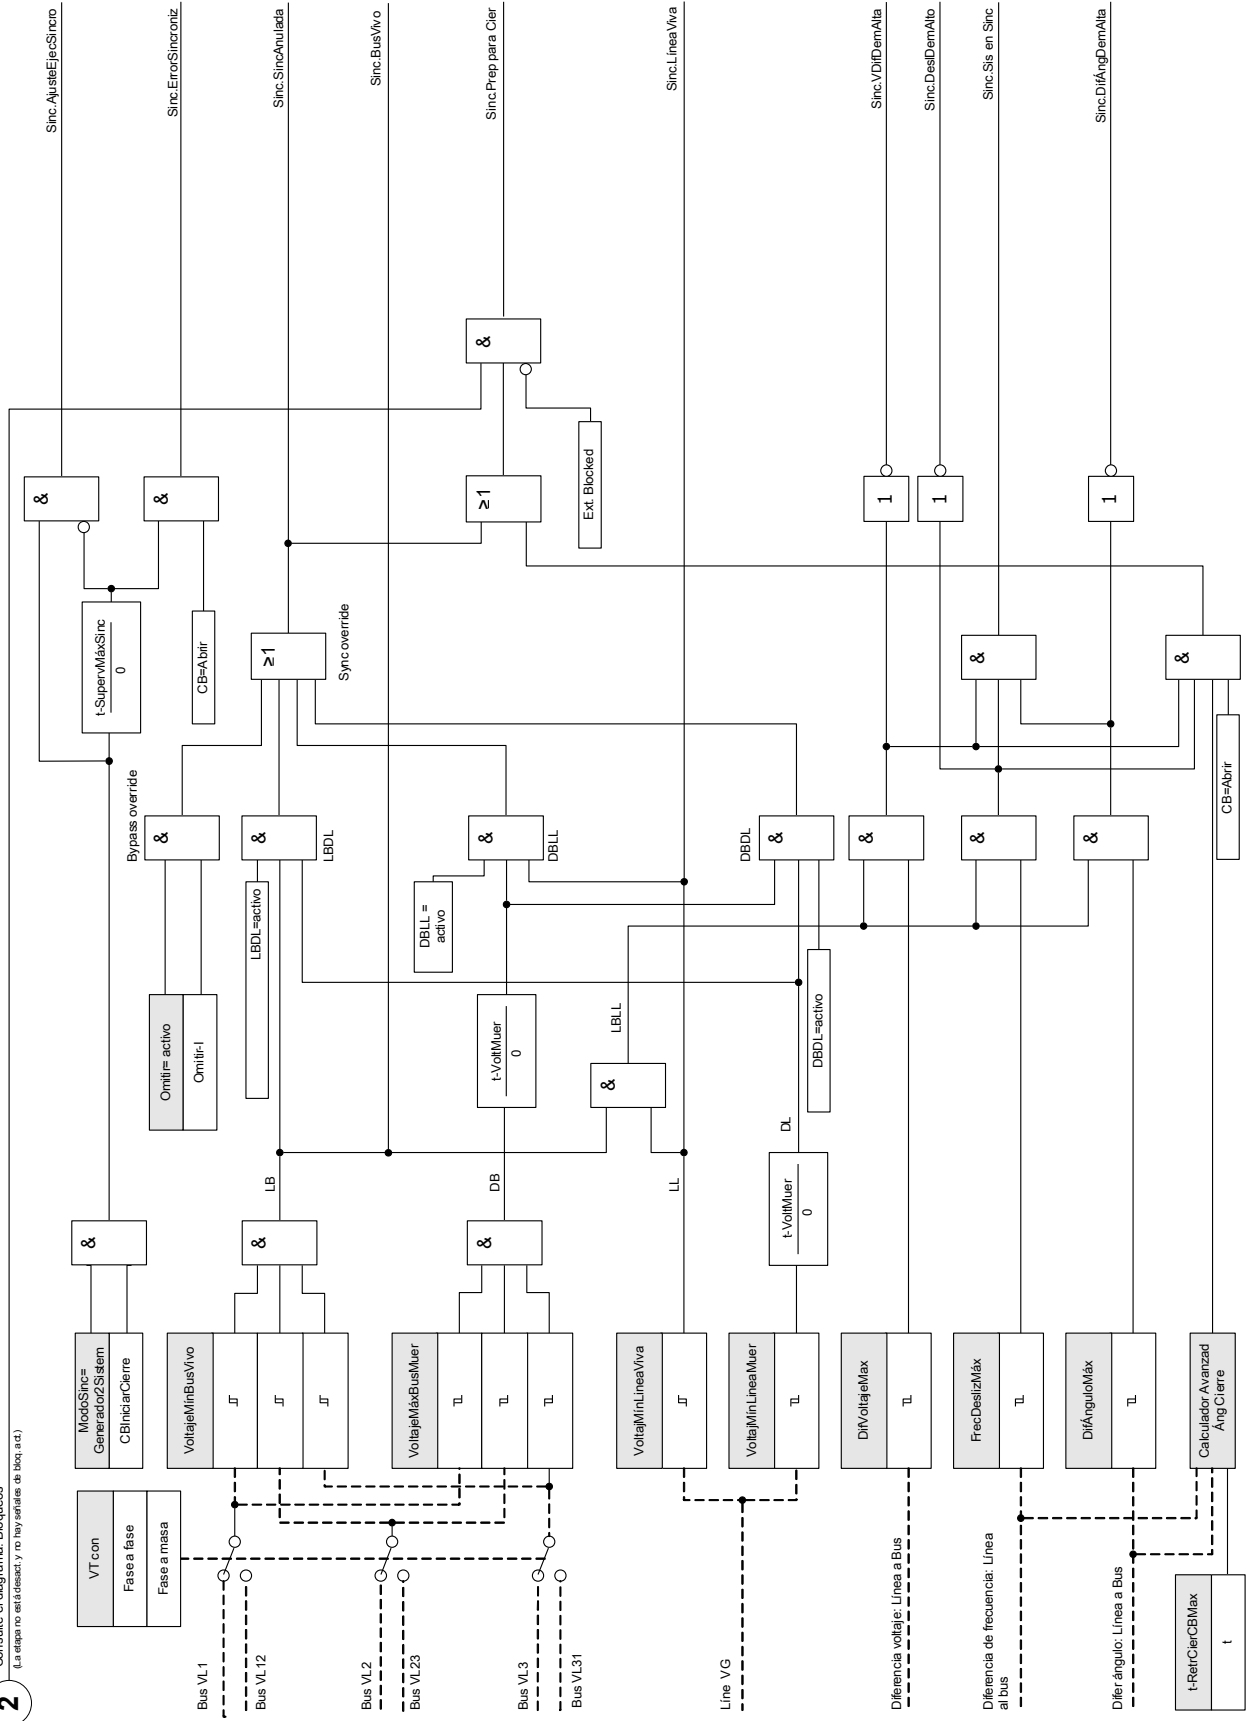 2
Consulte el diagrama: Bloqueos
(La etapa no está desact. y no hay señales de bloq. act.)
ModoSinc=
Generador2Sistem
CBIniciarCierre
&
t-SupervMáxSinc
0
&
Sinc.AjusteEjecSincro
&
CB=Abrir
Sinc.ErrorSincroniz
VT con
Fase a fase
Fase a masa
Omitir= activo
Omitir-I
Bypass override
&
VoltajeMínBusVivo
&
LB
LBDL=activo
&
LBDL
≥1
Sync override
Sinc.SincAnulada
Sinc.BusVivo
Bus VL1
Bus VL12
Bus VL2
Bus VL23
Bus VL3
Bus VL31
VoltajeMáxBusMuer
&
DB
t-VoltMuer
0
DBLL =
activo
&
DBLL
≥1
&
Sinc.Prep para Cier
Ext. Blocked
VoltajMínLíneaViva
LL
&
LBLL
Sinc.LíneaViva
Líne VG
VoltajMínLíneaMuer
t-VoltMuer
0
DL
DBDL=activo
&
DBDL
Diferencia voltaje: Línea a Bus
DifVoltajeMax
&
1
Sinc.VDifDemAlta
1
Sinc.DeslDemAlto
Diferencia de frecuencia: Línea
al bus
FrecDeslizMáx
&
&
Sinc.Sis en Sinc
Difer ángulo: Línea a Bus
DifÁnguloMáx
&
1
Sinc.DifÁngDemAlta
t-RetrCierCBMax
t
Calculador Avanzad
Áng Cierre
CB=Abrir
&